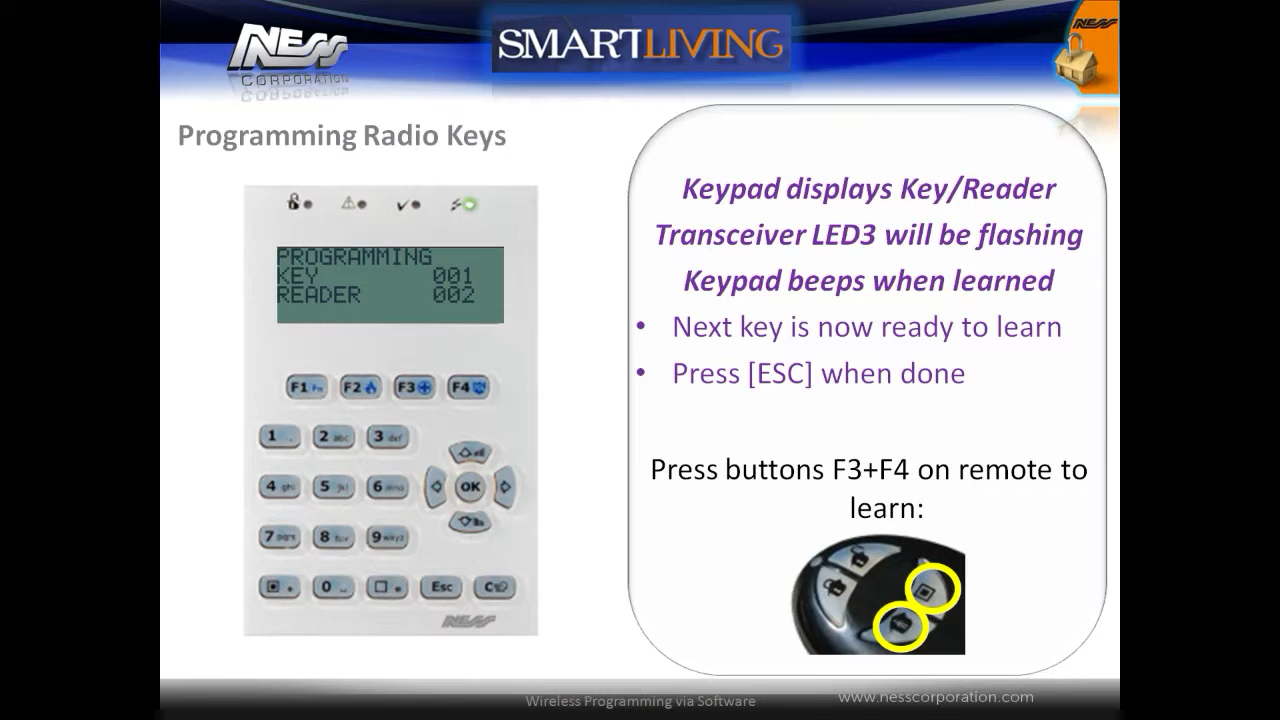 NESS
CORPORATION
SMARTLIVING
NESS
Programming Radio Keys
PROGRAMMING
KEY 001
READER 002
F1 Fn F2 F3 F4
1 2 abc 3 def
4 ghi 5 jkl 6 mno OK
7 pqrs 8 tuv 9 wxyz
0 Esc C
NESS
Keypad displays Key/Reader
Transceiver LED3 will be flashing
Keypad beeps when learned
• Next key is now ready to learn
• Press [ESC] when done
Press buttons F3+F4 on remote to
learn:
Wireless Programming via Software
www.nesscorporation.com